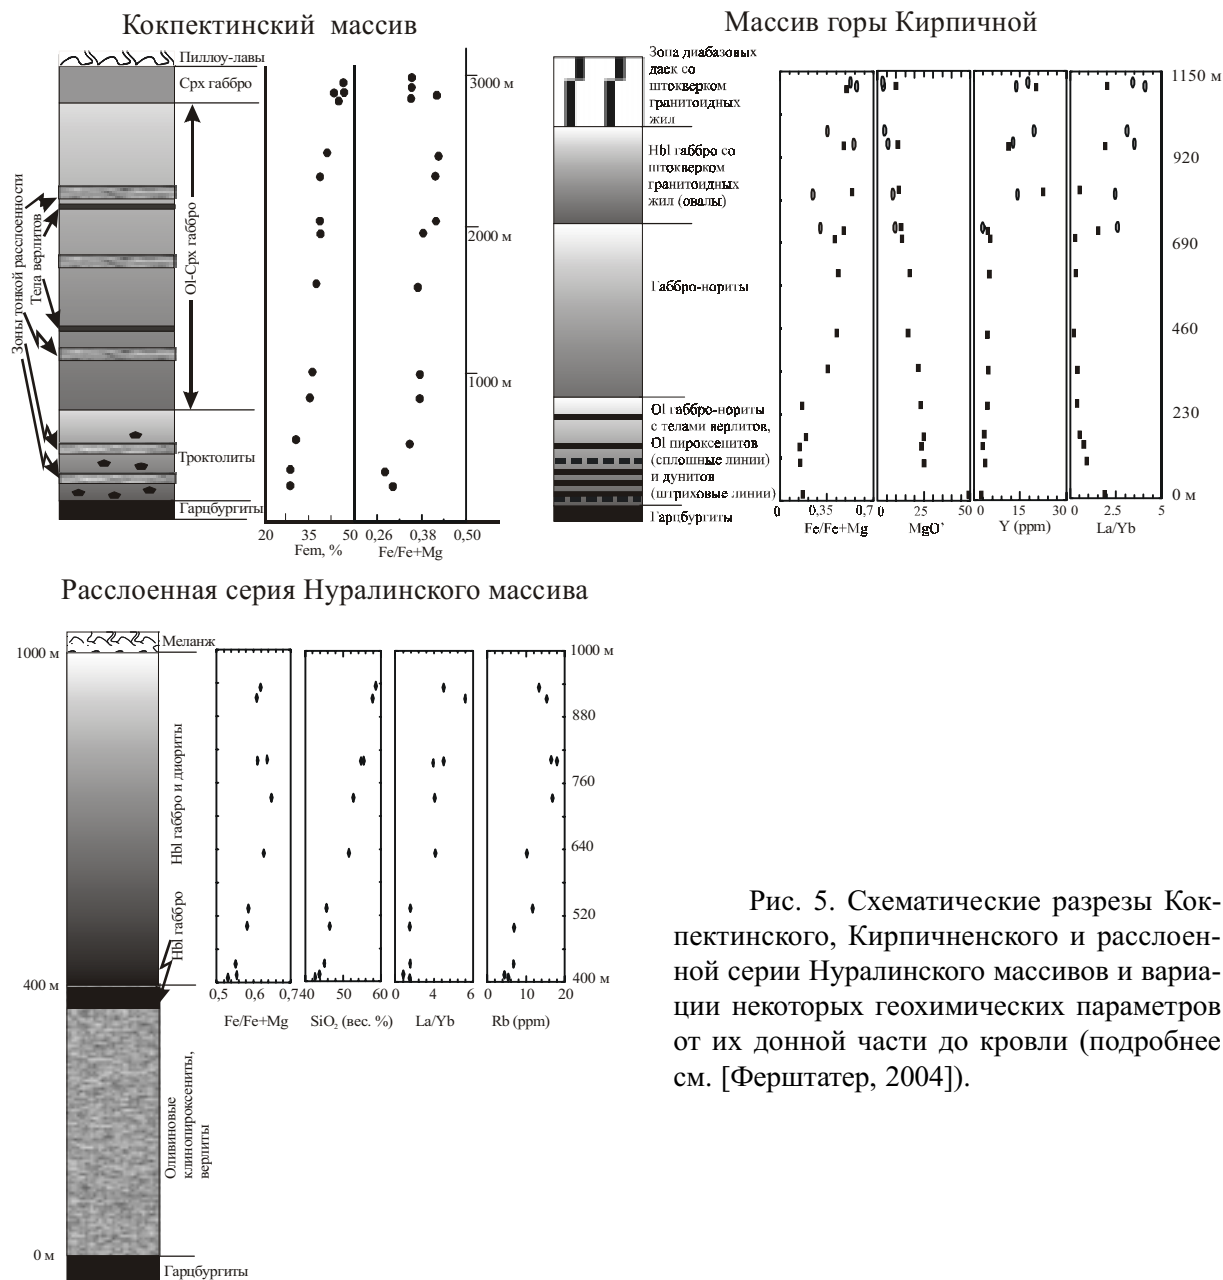 Кокпектинский массив
Пиллоу-лавы
Cpx габбро
Зоны тонкой расслоенности
Тела верлитов
Ol-Cpx габбро
Троктолиты
Гарцбургиты
3000 м
2000 м
1000 м
20 35 50 0,26 0,38 0,50
Fem, % Fe/Fe+Mg
Массив горы Кирпичной
Зона диабазовых
даек со
штокверком
гранитоидных
жил
Hbl габбро со
штокверком
гранитоидных
жил (овалы)
Габбро-нориты
Ol габбро-нориты
с телами верлитов,
Ol пироксенитов
(сплошные линии)
и дунитов
(штриховые линии)
Гарцбургиты
1150 м
920
690
460
230
0 м
0 0,35 0,7 0 25 50 0 15 30 0 2.5 5
Fe/Fe+Mg MgO' Y (ppm) La/Yb
Расслоенная серия Нуралинского массива
Меланж
1000 м
Hbl габбро и диориты
Hbl габбро
400 м
Оливиновые
клинопироксениты,
верлиты
0 м
Гарцбургиты
1000 м
880
760
640
520
400 м
0,5 0,6 0,7 40 50 60 0 4 6 0 10 20
Fe/Fe+Mg SiO₂ (вес. %) La/Yb Rb (ppm)
Рис. 5. Схематические разрезы Кок-
пектинского, Кирпичненского и расслоен-
ной серии Нуралинского массивов и вариа-
ции некоторых геохимических параметров
от их донной части до кровли (подробнее
см. [Ферштатер, 2004]).